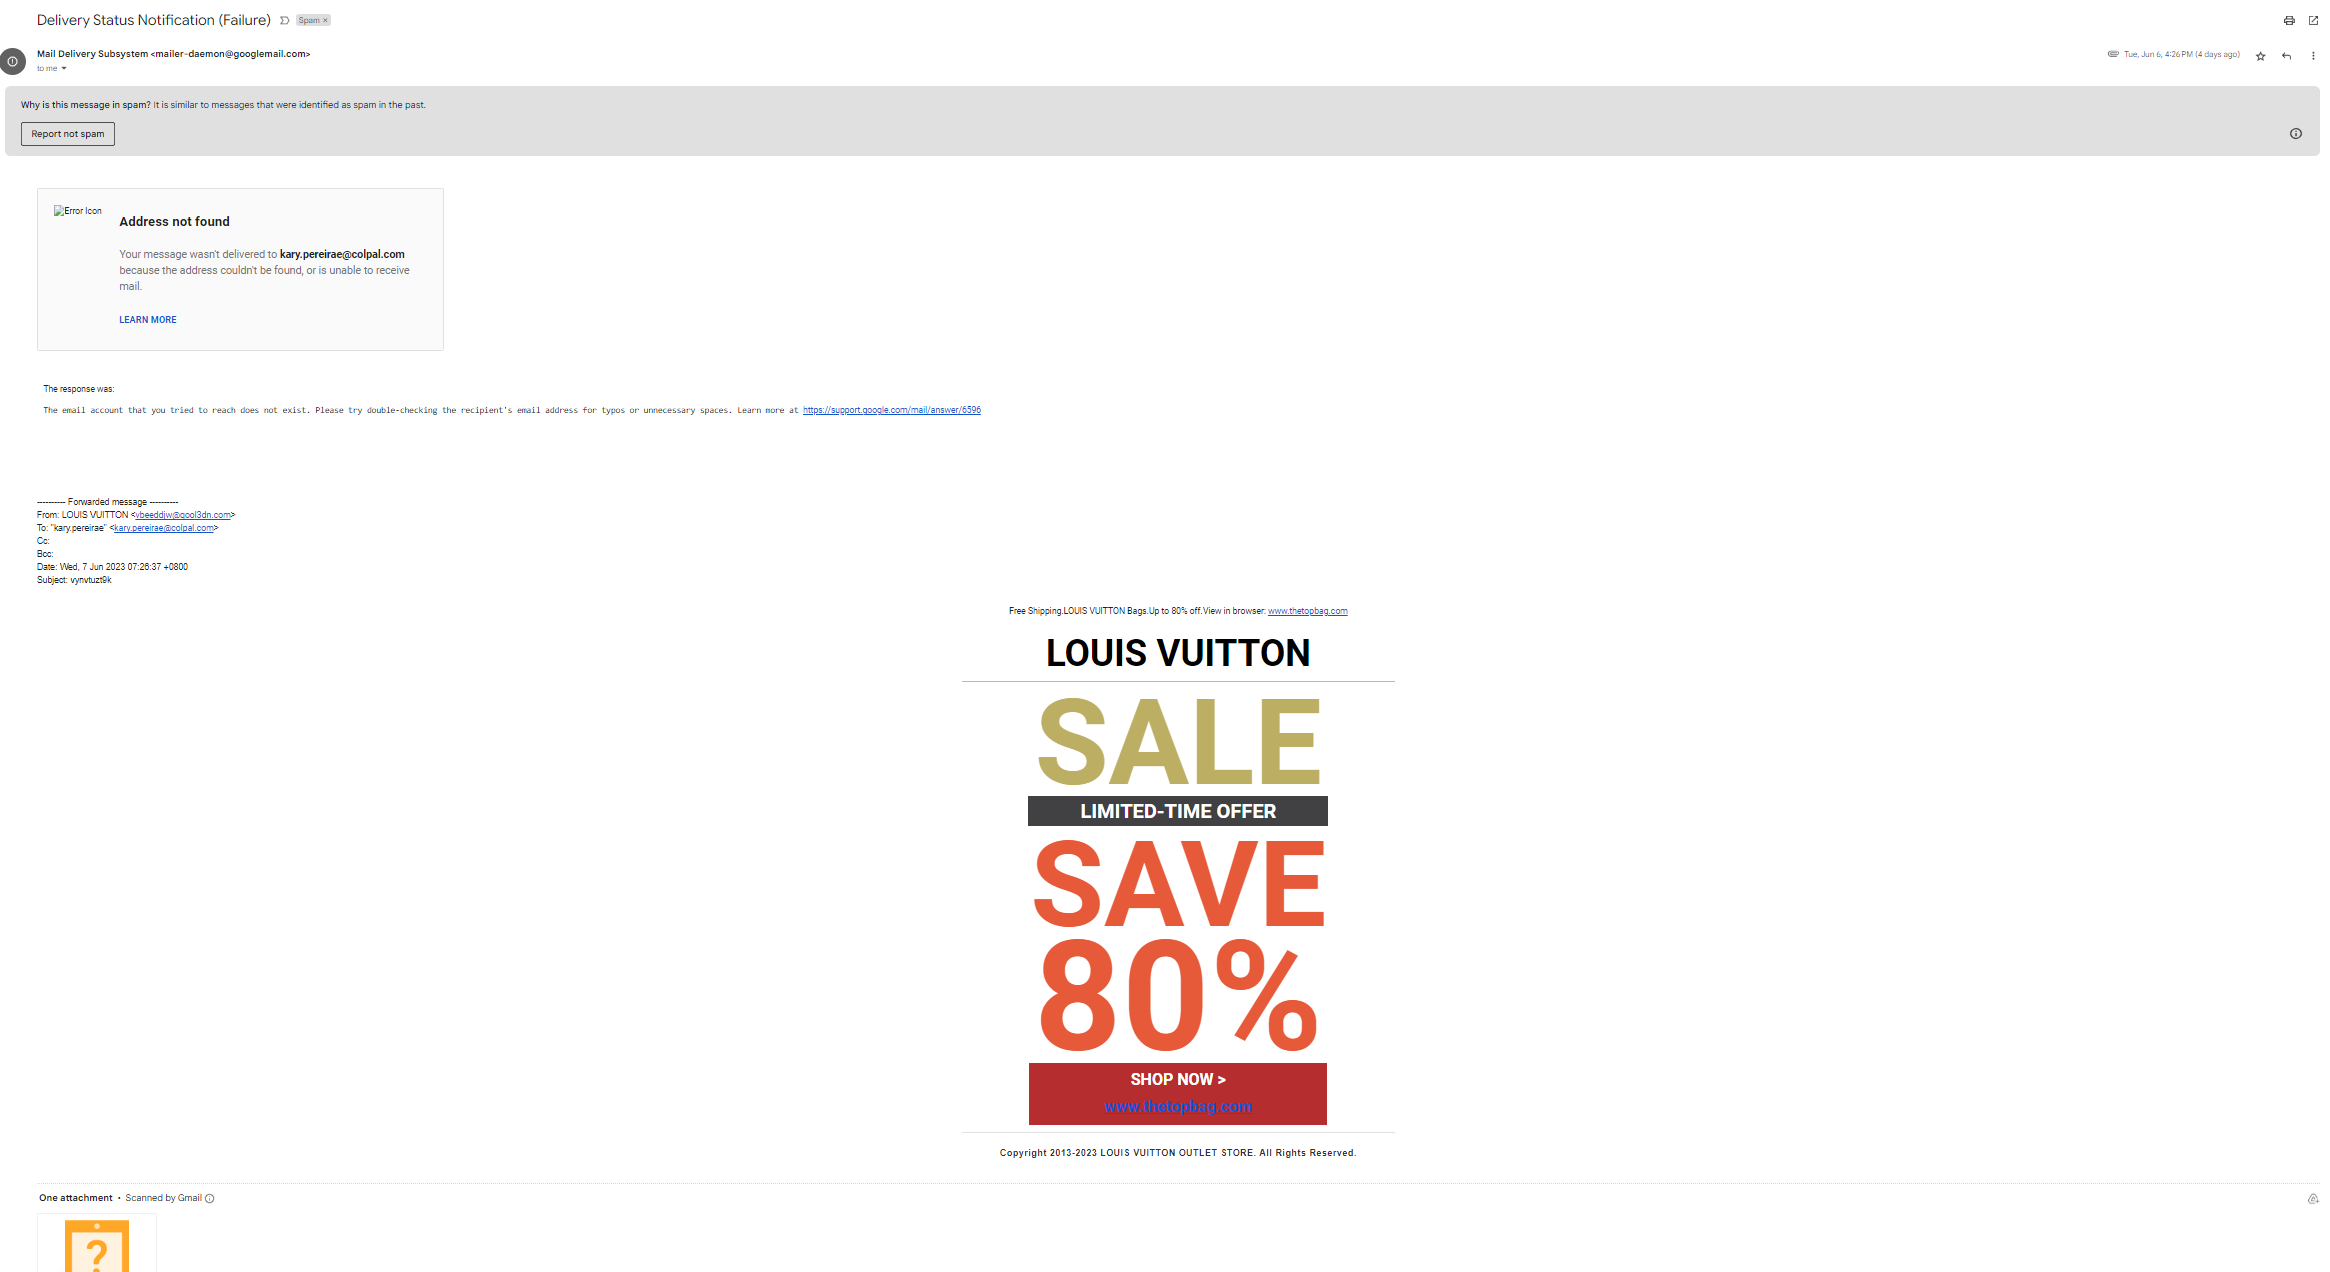 Delivery Status Notification (Failure) Spam ×
Mail Delivery Subsystem <mailer-daemon@googlemail.com>
Tue, Jun 6, 4:26 PM (4 days ago)
to me
Why is this message in spam? It is similar to messages that were identified as spam in the past.
Report not spam
Error Icon
Address not found
Your message wasn't delivered to kary.pereirae@colpal.com
because the address couldn't be found, or is unable to receive
mail.
LEARN MORE
The response was:
The email account that you tried to reach does not exist. Please try double-checking the recipient's email address for typos or unnecessary spaces. Learn more at https://support.google.com/mail/answer/6596
---------- Forwarded message ----------
From: LOUIS VUITTON <vbeeddjw@qool3dn.com>
To: "kary.pereirae" <kary.pereirae@colpal.com>
Cc:
Bcc:
Date: Wed, 7 Jun 2023 07:26:37 +0800
Subject: vynvtuzt9k
Free Shipping.LOUIS VUITTON Bags.Up to 80% off.View in browser: www.thetopbag.com
LOUIS VUITTON
SALE
LIMITED-TIME OFFER
SAVE
80%
SHOP NOW >
www.thetopbag.com
Copyright 2013-2023 LOUIS VUITTON OUTLET STORE. All Rights Reserved.
One attachment • Scanned by Gmail
?